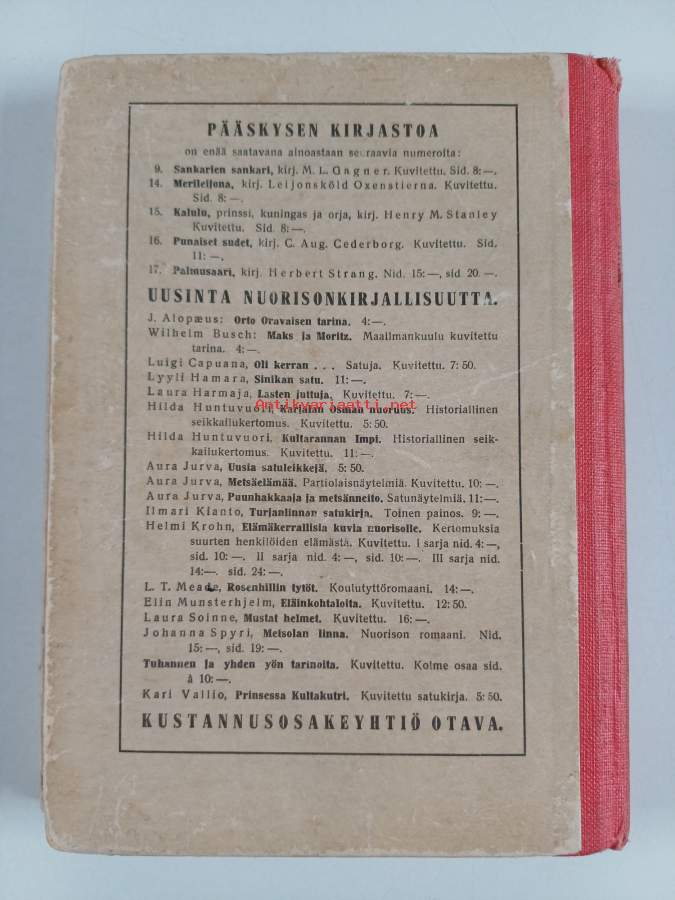 PÄÄSKYSEN KIRJASTOA
on enää saatavana ainoastaan seuraavia numeroita:
9. Sankarien sankari, kirj. M. L. Gagner. Kuvitettu. Sid. 8:—.
14. Merileijona, kirj. Leijonsköld Oxenstierna. Kuvitettu.
Sid. 8:—.
15. Kalulu, prinssi, kuningas ja orja, kirj. Henry M. Stanley
Kuvitettu. Sid. 8:—.
16. Punaiset sudet, kirj. C. Aug. Cederborg. Kuvitettu. Sid.
11: —.
17. Palmusaari, kirj. Herbert Strang. Nid. 15:—, sid 20. —.
UUSINTA NUORISONKIRJALLISUUTTA.
J. Alopæus: Orto Oravaisen tarina. 4:—.
Wilhelm Busch: Maks ja Moritz. Maailmankuulu kuvitettu
tarina. 4:—.
Luigi Capuana, Oli kerran . . . Satuja. Kuvitettu. 7: 50.
Lyyli Hamara, Sinikan satu. 11:—.
Laura Harmaja, Lasten juttuja. Kuvitettu. 7:—.
Antikvariaatti.net
Hilda Huntuvuori, Karjalan Osman nuoruus. Historiallinen
seikkailukertomus. Kuvitettu. 5: 50.
Hilda Huntuvuori, Kultarannan Impi. Historiallinen seik-
kailukertomus. Kuvitettu. 11:—.
Aura Jurva, Uusia satuleikkejä. 5: 50.
Aura Jurva, Metsäelämää. Partiolaisnäytelmiä. Kuvitettu. 10: —.
Aura Jurva, Puunhakkaaja ja metsänneito. Satunäytelmiä. 11:—.
Ilmari Kianto, Turjanlinnan satukirja. Toinen painos. 9: —.
Helmi Krohn, Elämäkerrallisia kuvia nuorisolle. Kertomuksia
suurten henkilöiden elämästä. Kuvitettu. I sarja nid. 4: —,
sid. 10: —. II sarja nid. 4: —, sid. 10: —. III sarja nid.
14:—. sid. 24:—.
L. T. Meade, Rosenhillin tytöt. Koulutyttöromaani. 14: —.
Elin Munsterhjelm, Eläinkohtaloita. Kuvitettu. 12: 50.
Laura Soinne, Mustat helmet. Kuvitettu. 16: —.
Johanna Spyri, Metsolan linna. Nuorison romaani. Nid.
15: —, sid. 19: —.
Tuhannen ja yhden yön tarinoita. Kuvitettu. Kolme osaa sid.
à 10: —.
Kari Vallio, Prinsessa Kultakutri. Kuvitettu satukirja. 5: 50.
KUSTANNUSOSAKEYHTIÖ OTAVA.